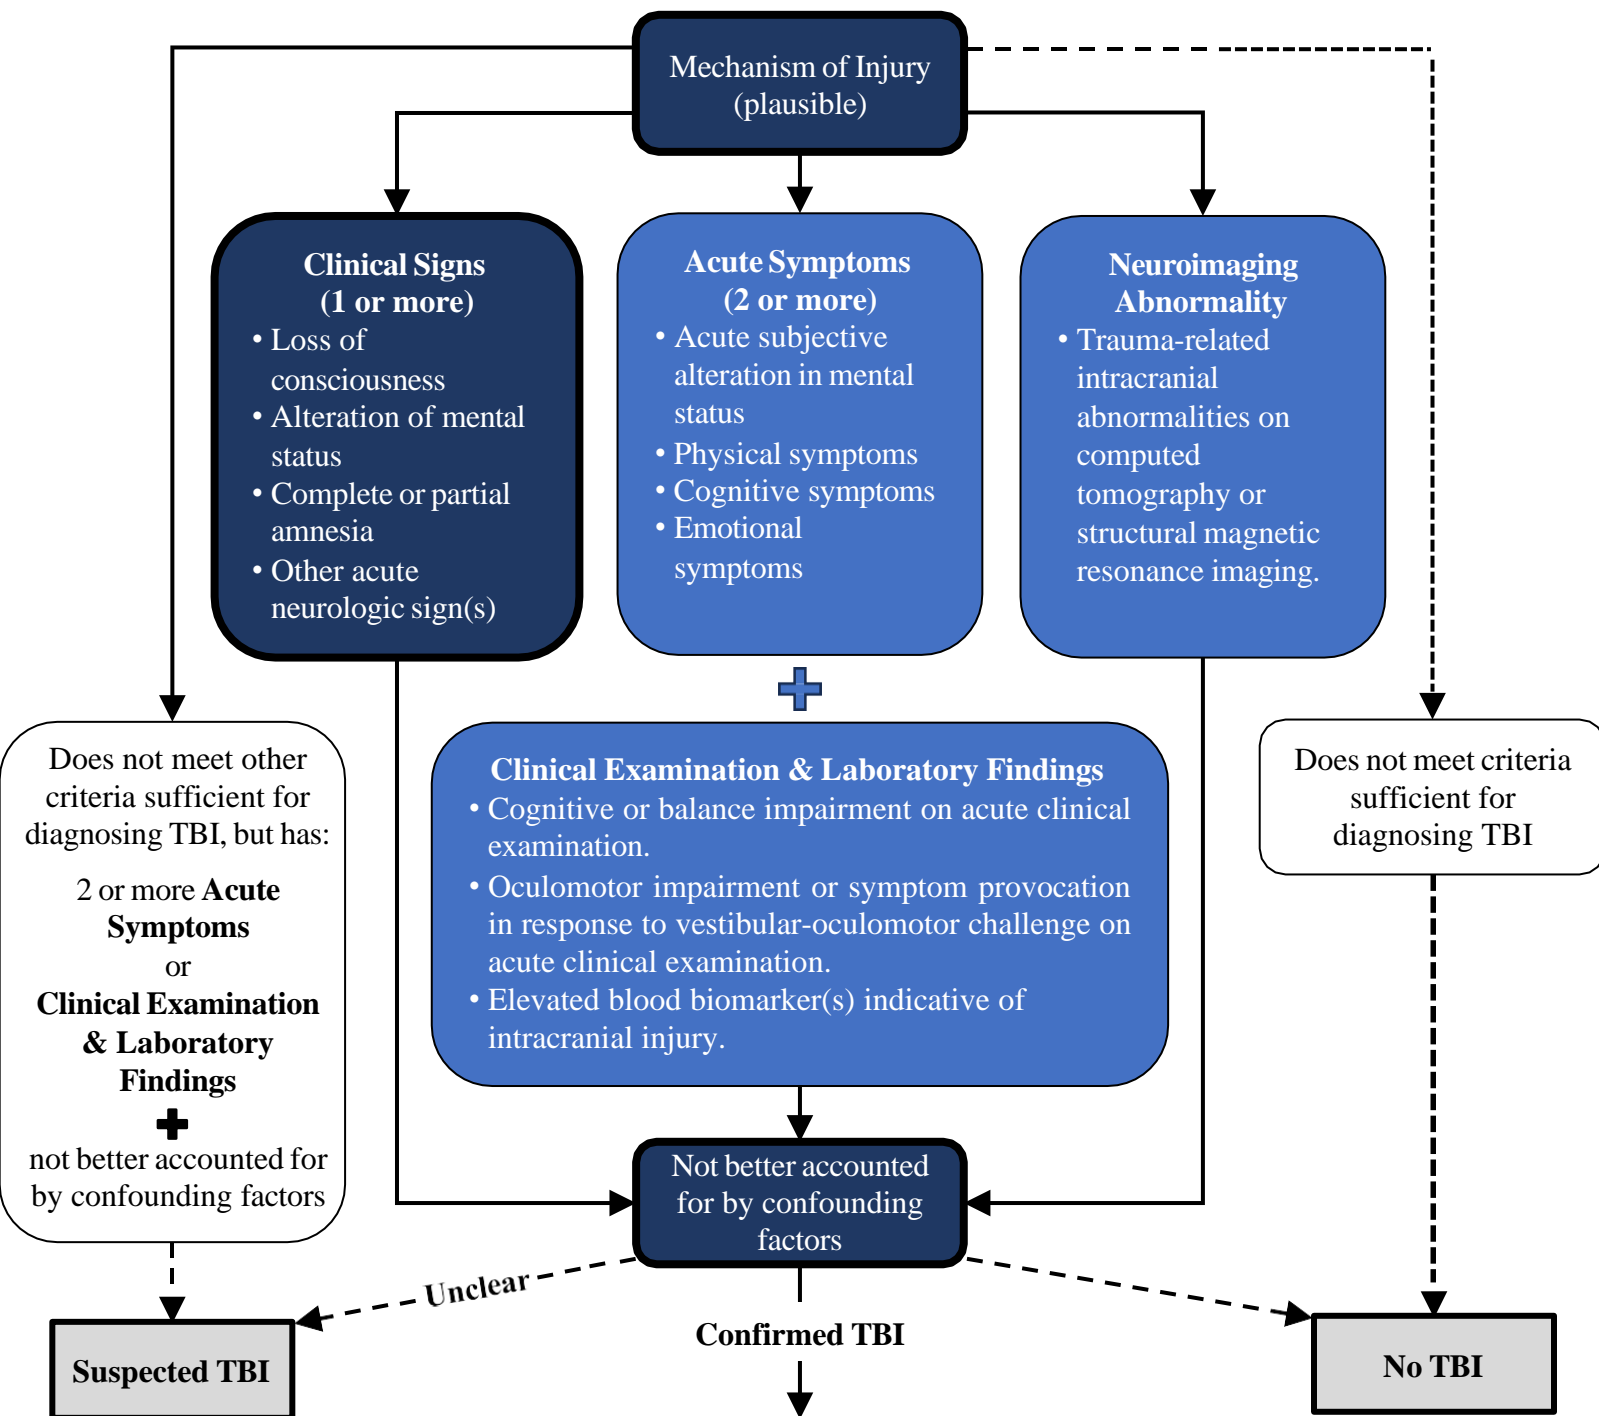 Mechanism of Injury
(plausible)
Clinical Signs
(1 or more)
• Loss of
consciousness
• Alteration of mental
status
• Complete or partial
amnesia
• Other acute
neurologic sign(s)
Acute Symptoms
(2 or more)
• Acute subjective
alteration in mental
status
• Physical symptoms
• Cognitive symptoms
• Emotional
symptoms
Neuroimaging
Abnormality
• Trauma-related
intracranial
abnormalities on
computed
tomography or
structural magnetic
resonance imaging.
Does not meet other
criteria sufficient for
diagnosing TBI, but has:
2 or more Acute
Symptoms
or
Clinical Examination
& Laboratory
Findings
not better accounted for
by confounding factors
Clinical Examination & Laboratory Findings
• Cognitive or balance impairment on acute clinical
examination.
• Oculomotor impairment or symptom provocation
in response to vestibular-oculomotor challenge on
acute clinical examination.
• Elevated blood biomarker(s) indicative of
intracranial injury.
Does not meet criteria
sufficient for
diagnosing TBI
Not better accounted
for by confounding
factors
Unclear
Suspected TBI
Confirmed TBI
No TBI